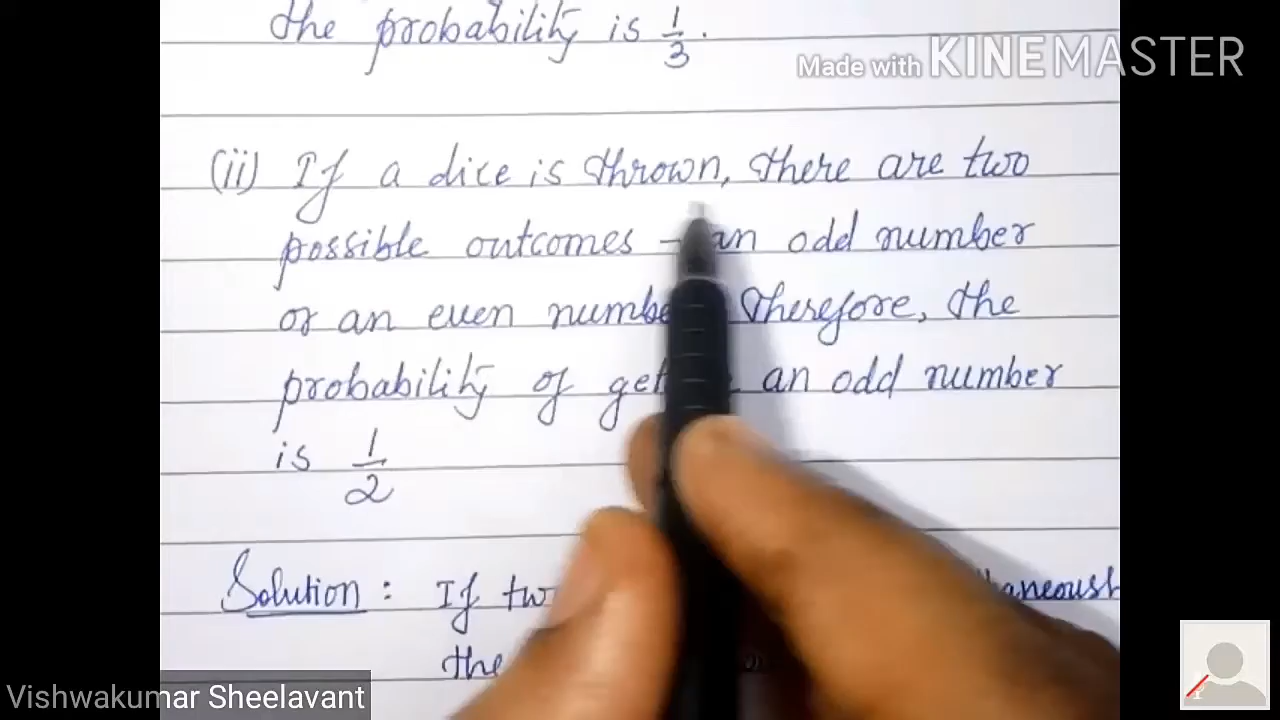 the probability is 1/3.
Made with KINEMASTER
(ii) If a dice is thrown, there are two
possible outcomes - an odd number
or an even Therefore, the
probability of an odd number
is 1/2
Solution : If
the
Vishwakumar Sheelavant